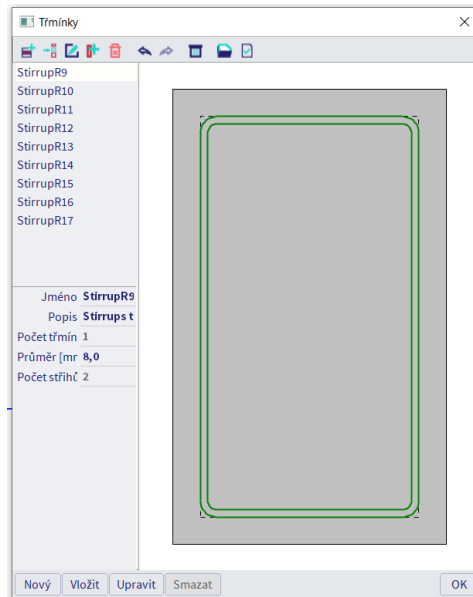 Třmínky
StirrupR9
StirrupR10
StirrupR11
StirrupR12
StirrupR13
StirrupR14
StirrupR15
StirrupR16
StirrupR17
Jméno StirrupR9
Popis Stirrups t
Počet třmín 1
Průměr [mr 8,0
Počet střihů 2
Nový Vložit Upravit Smazat OK